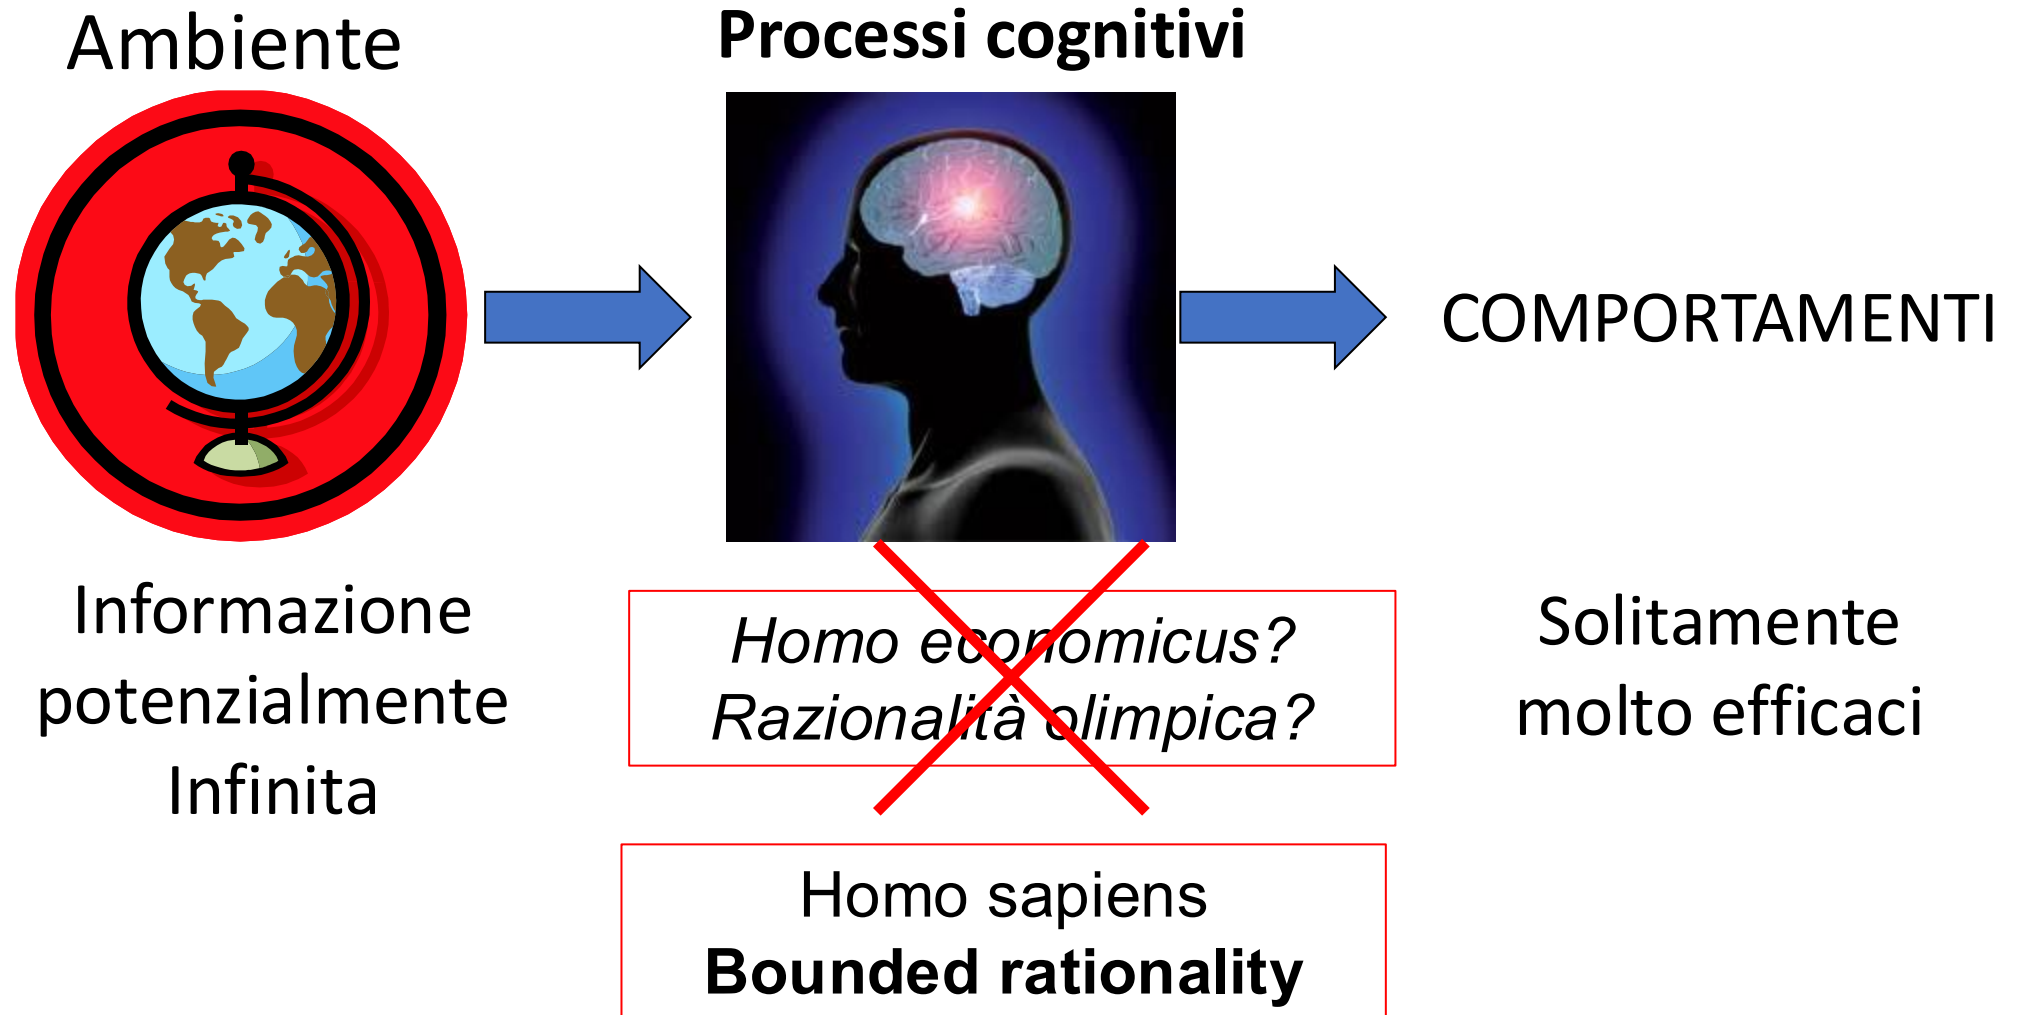 Ambiente
Processi cognitivi
COMPORTAMENTI
Informazione
potenzialmente
Infinita
Homo economicus?
Razionalità olimpica?
Solitamente
molto efficaci
Homo sapiens
Bounded rationality